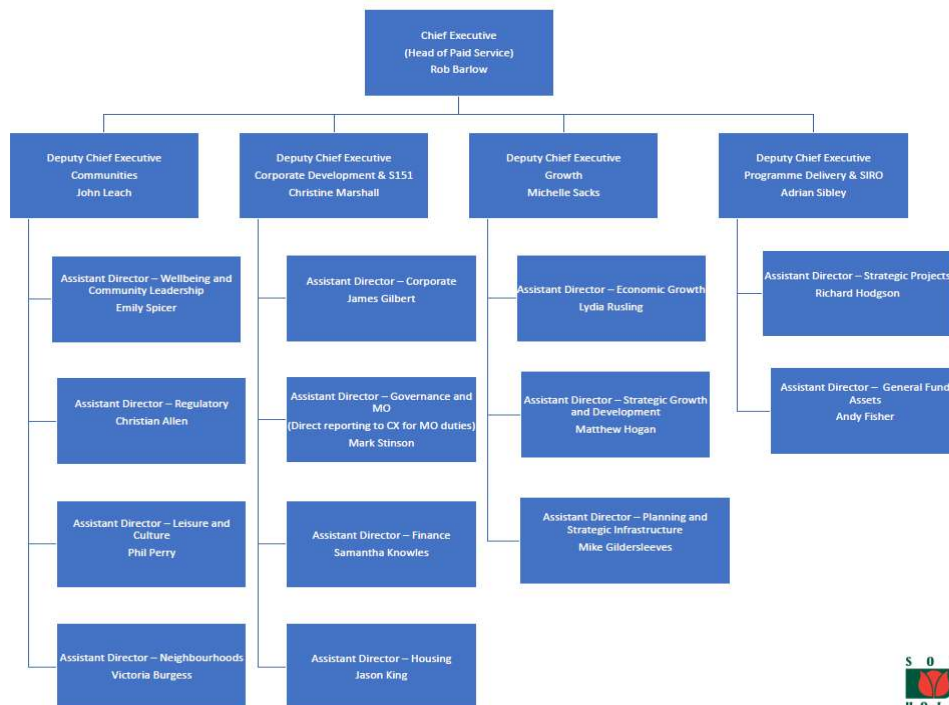 Chief Executive
(Head of Paid Service)
Rob Barlow
Deputy Chief Executive
Communities
John Leach
Deputy Chief Executive
Corporate Development & S151
Christine Marshall
Deputy Chief Executive
Growth
Michelle Sacks
Deputy Chief Executive
Programme Delivery & SIRO
Adrian Sibley
Assistant Director – Wellbeing and
Community Leadership
Emily Spicer
Assistant Director – Regulatory
Christian Allen
Assistant Director – Leisure and
Culture
Phil Perry
Assistant Director – Neighbourhoods
Victoria Burgess
Assistant Director – Corporate
James Gilbert
Assistant Director – Governance and
MO
(Direct reporting to CX for MO duties)
Mark Stinson
Assistant Director – Finance
Samantha Knowles
Assistant Director – Housing
Jason King
Assistant Director – Economic Growth
Lydia Rusling
Assistant Director – Strategic Growth
and Development
Matthew Hogan
Assistant Director – Planning and
Strategic Infrastructure
Mike Gildersleeves
Assistant Director – Strategic Projects
Richard Hodgson
Assistant Director – General Fund
Assets
Andy Fisher
S O